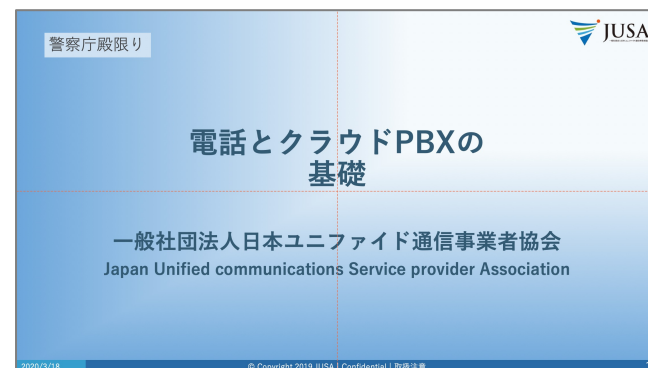 警察庁殿限り
JUSA
電話とクラウドPBXの
基礎
一般社団法人日本ユニファイド通信事業者協会
Japan Unified communications Service provider Association
2020/3/18
© Copyright 2019 JUSA | Confidential | 取扱注意